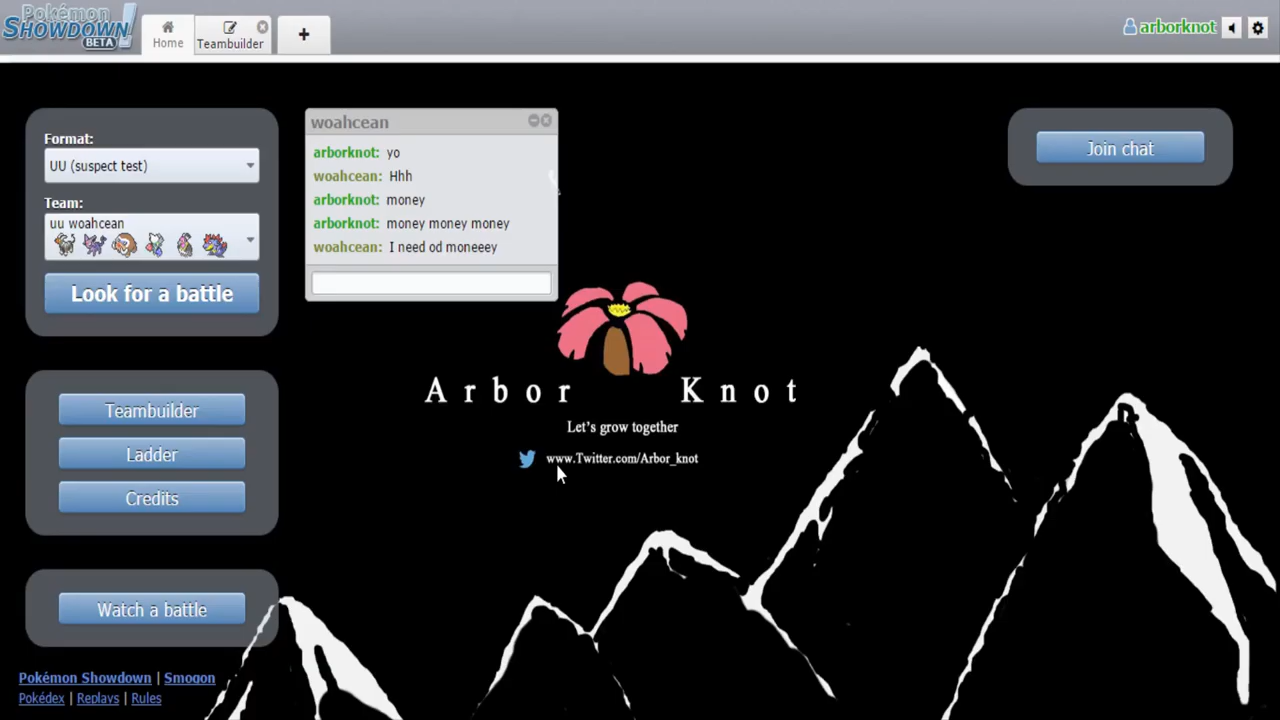 Pokémon
SHOWDOWN!
BETA
Home
Teambuilder
+
arborknot
Format:
UU (suspect test)
Team:
uu woahcean
Look for a battle
Teambuilder
Ladder
Credits
Watch a battle
Pokémon Showdown | Smogon
Pokédex | Replays | Rules
woahcean
arborknot: yo
woahcean: Hhh
arborknot: money
arborknot: money money money
woahcean: I need od moneeey
Arbor Knot
Let's grow together
www.Twitter.com/Arbor_knot
Join chat